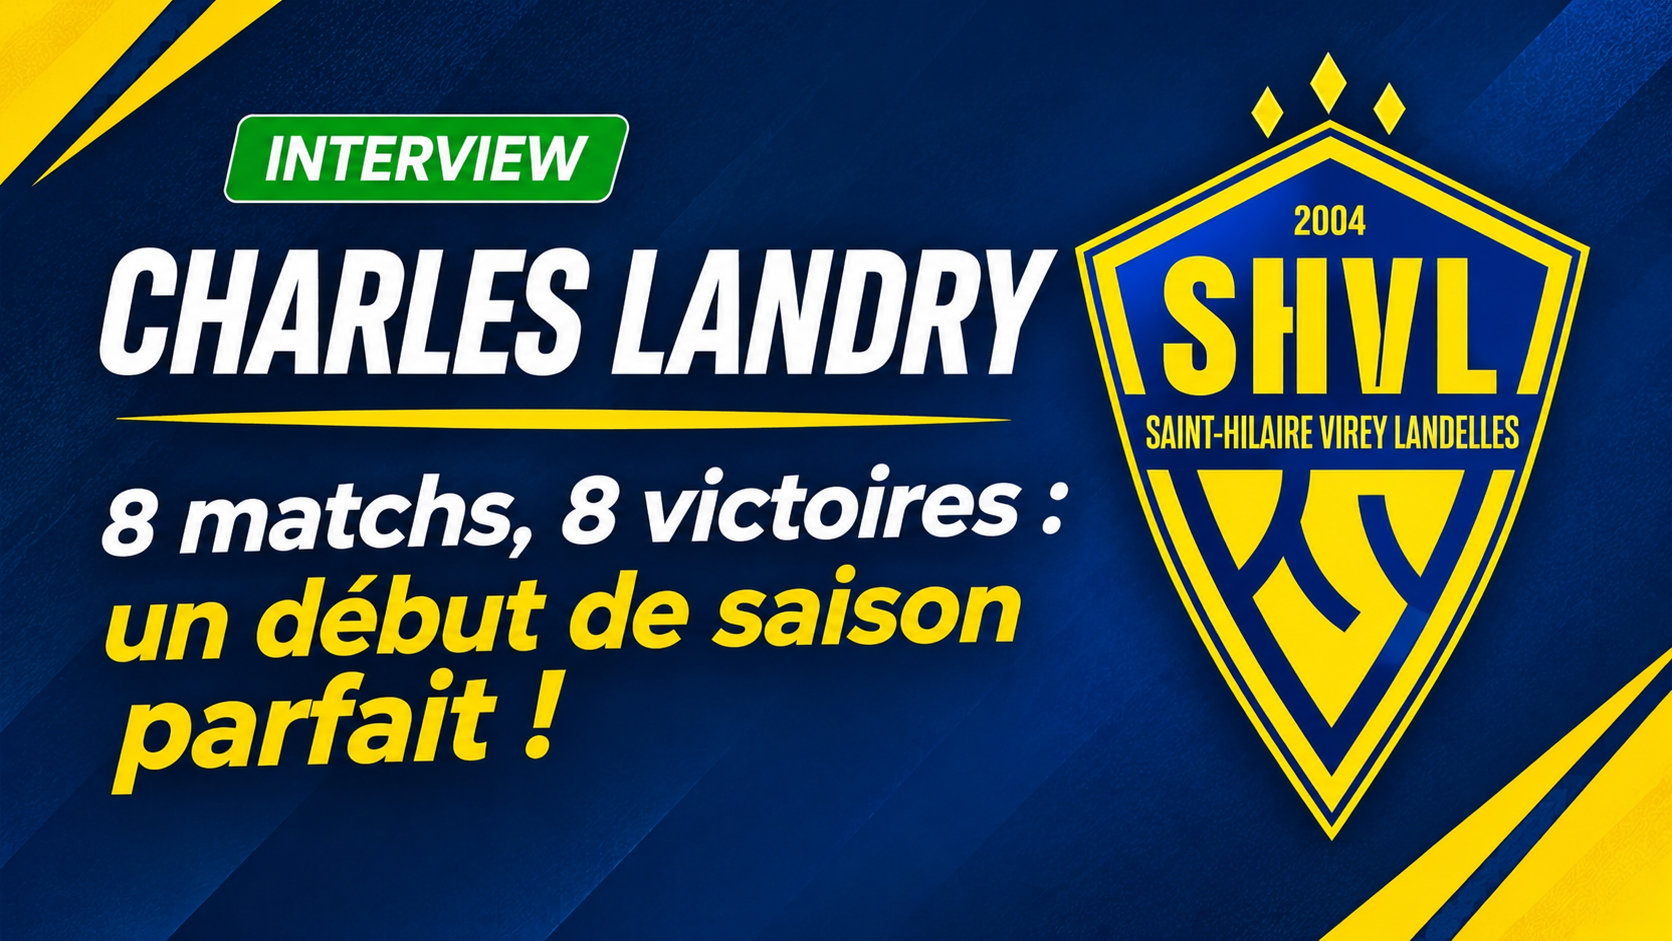 INTERVIEW
CHARLES LANDRY
8 matchs, 8 victoires :
un début de saison
parfait !
2004
SHVL
SAINT-HILAIRE VIREY LANDELLES